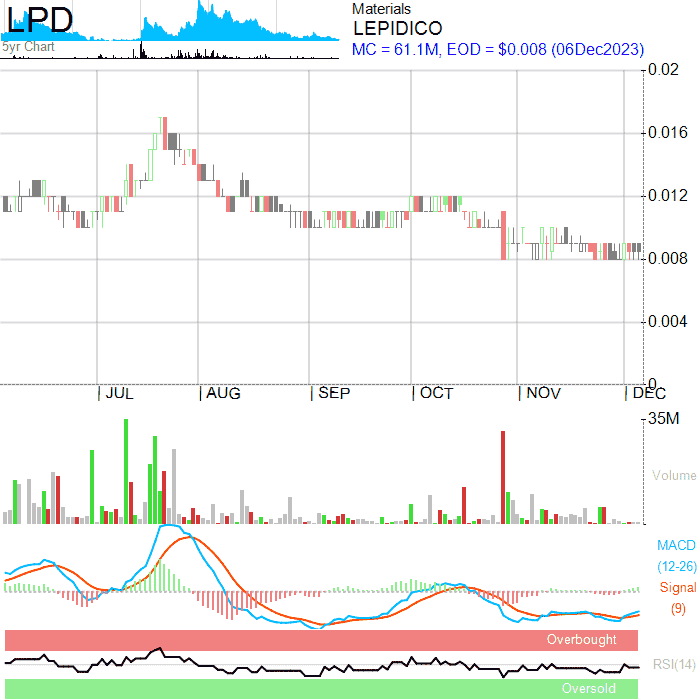 LPD
5yr Chart
Materials
LEPIDICO
MC = 61.1M, EOD = $0.008 (06Dec2023)
0.02
0.016
0.012
0.008
0.004
0
JUL AUG SEP OCT NOV DEC
35M
Volume
MACD
(12-26)
Signal
(9)
Overbought
RSI(14)
Oversold